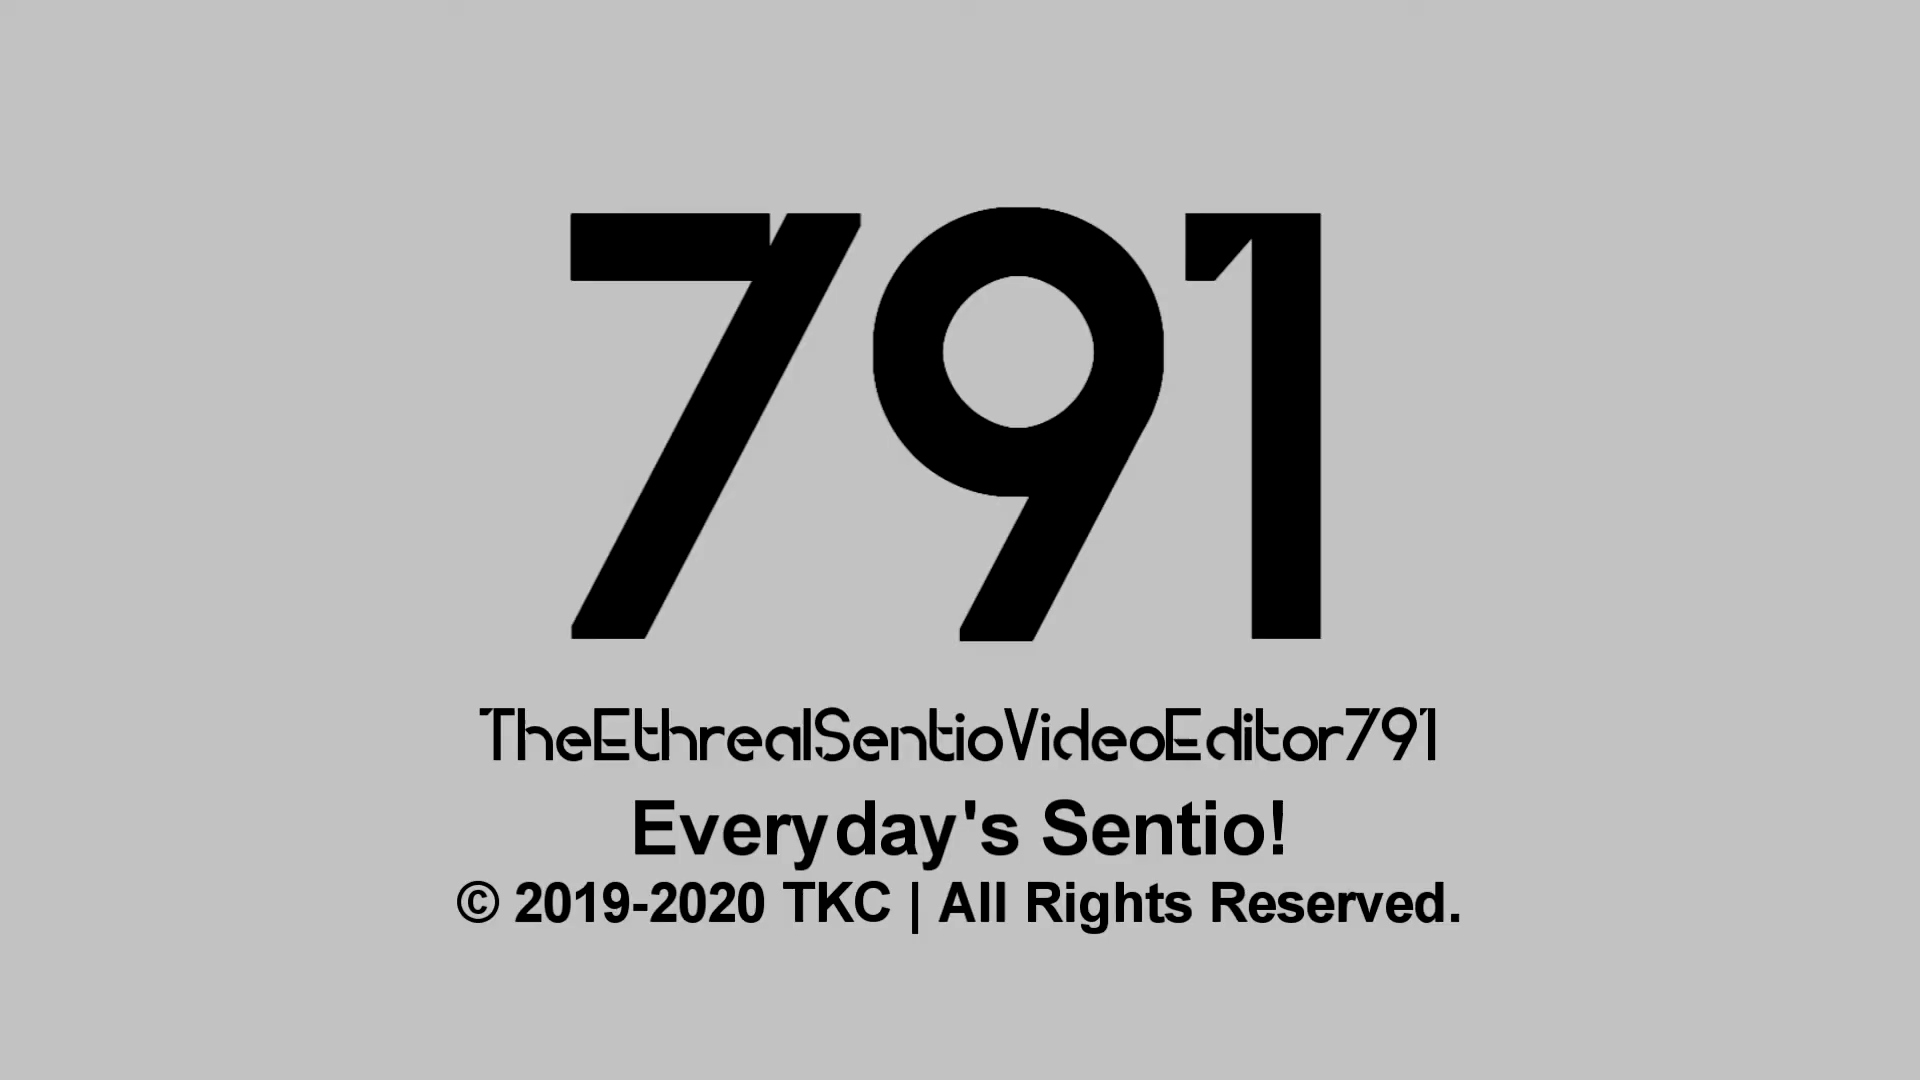 791
TheEthrealSentioVideoEditor791
Everyday's Sentio!
© 2019-2020 TKC | All Rights Reserved.